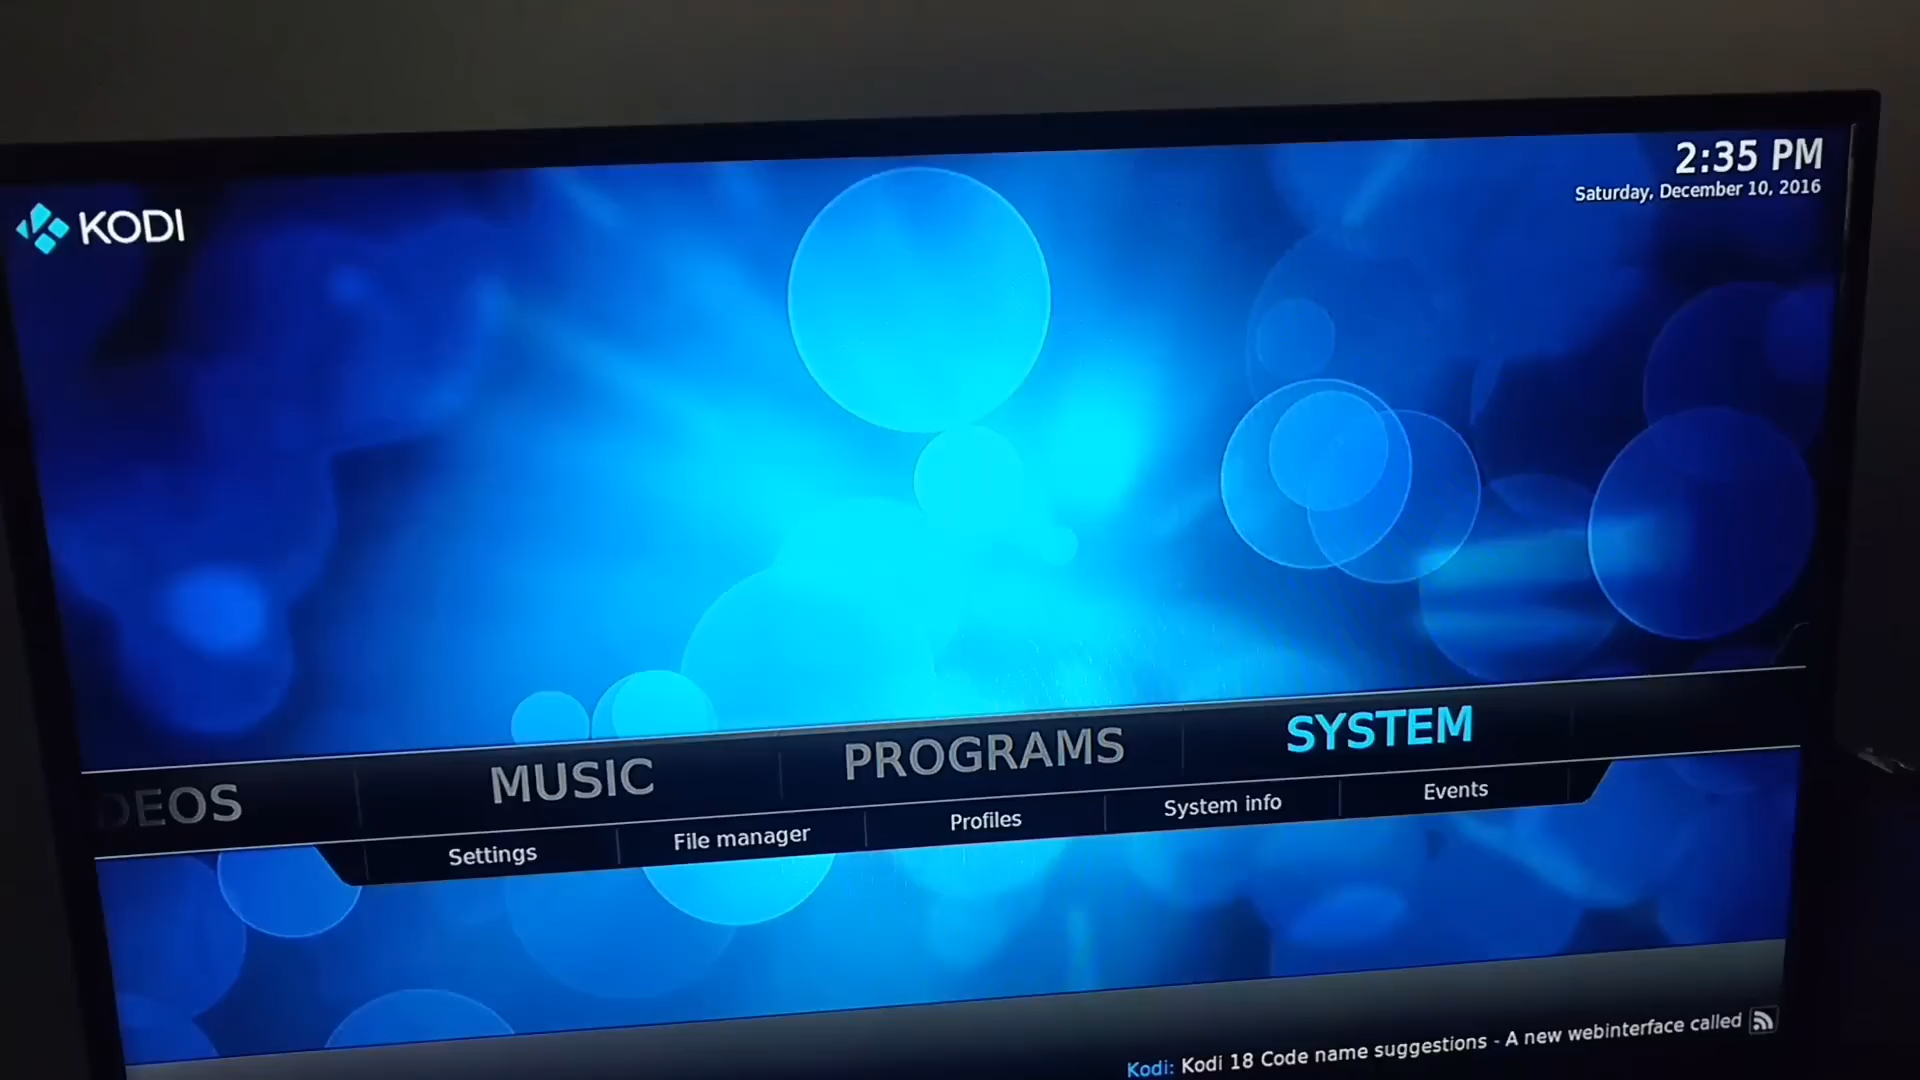 KODI
2:35 PM
Saturday, December 10, 2016
DEOS MUSIC PROGRAMS SYSTEM
Settings File manager Profiles System info Events
Kodi: Kodi 18 Code name suggestions - A new webinterface called